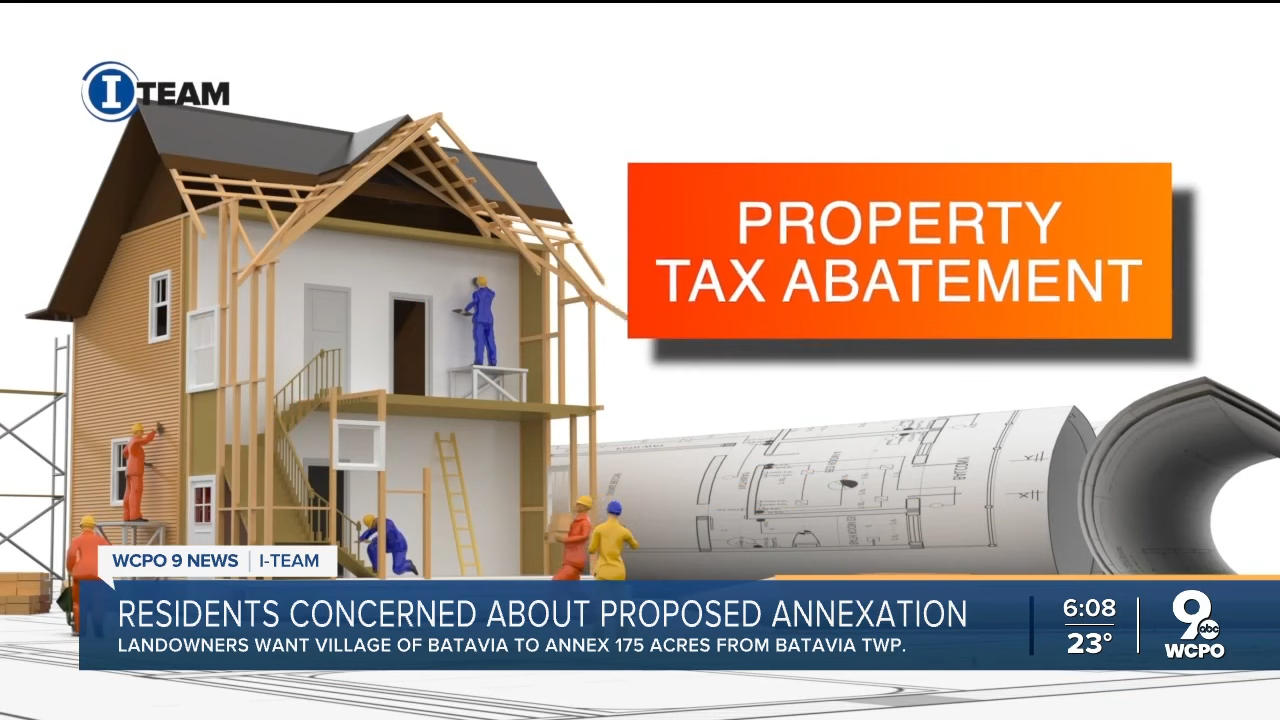 I TEAM
PROPERTY
TAX ABATEMENT
WCPO 9 NEWS | I-TEAM
RESIDENTS CONCERNED ABOUT PROPOSED ANNEXATION
LANDOWNERS WANT VILLAGE OF BATAVIA TO ANNEX 175 ACRES FROM BATAVIA TWP.
6:08
23°
9 abc
WCPO